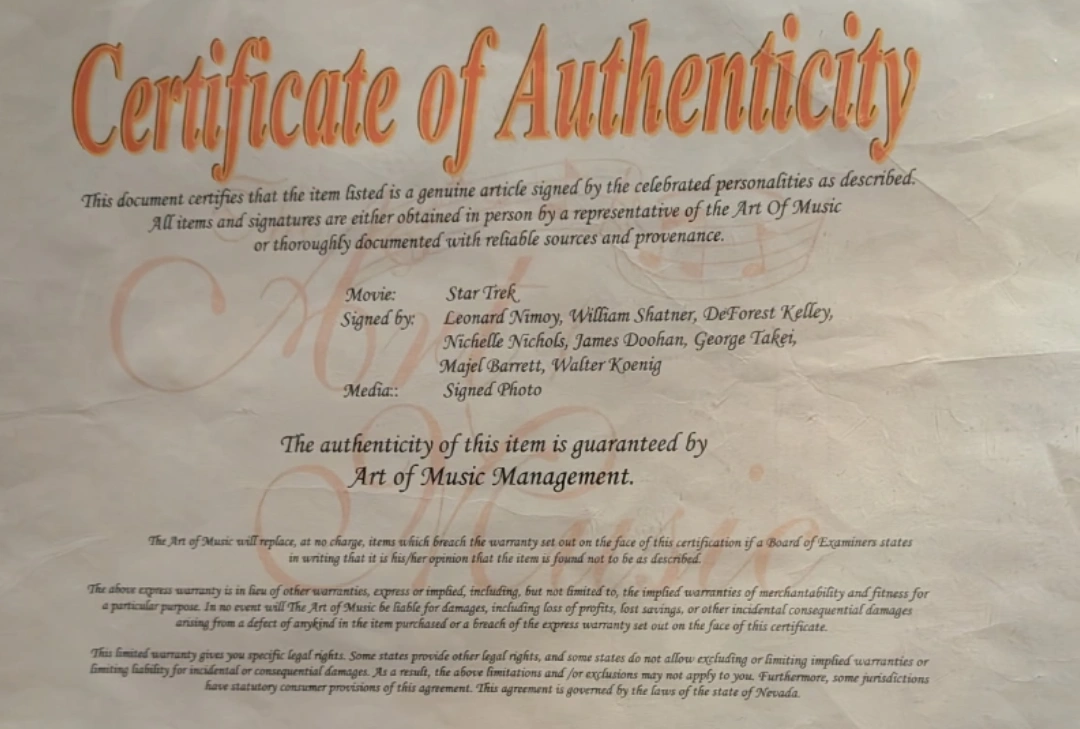 Certificate of Authenticity
This document certifies that the item listed is a genuine article signed by the celebrated personalities as described.
All items and signatures are either obtained in person by a representative of the Art Of Music
or thoroughly documented with reliable sources and provenance.
Movie: Star Trek
Signed by: Leonard Nimoy, William Shatner, DeForest Kelley,
Nichelle Nichols, James Doohan, George Takei,
Majel Barrett, Walter Koenig
Media:: Signed Photo
The authenticity of this item is guaranteed by
Art of Music Management.
The Art of Music will replace, at no charge, items which breach the warranty set out on the face of this certification if a Board of Examiners states
in writing that it is his/her opinion that the item is found not to be as described.
The above express warranty is in lieu of other warranties, express or implied, including, but not limited to, the implied warranties of merchantability and fitness for
a particular purpose. In no event will The Art of Music be liable for damages, including loss of profits, lost savings, or other incidental consequential damages
arising from a defect of anykind in the item purchased or a breach of the express warranty set out on the face of this certificate.
This limited warranty gives you specific legal rights. Some states provide other legal rights, and some states do not allow excluding or limiting implied warranties or
limiting liability for incidental or consequential damages. As a result, the above limitations and /or exclusions may not apply to you. Furthermore, some jurisdictions
have statutory consumer provisions of this agreement. This agreement is governed by the laws of the state of Nevada.
Art
of
Music